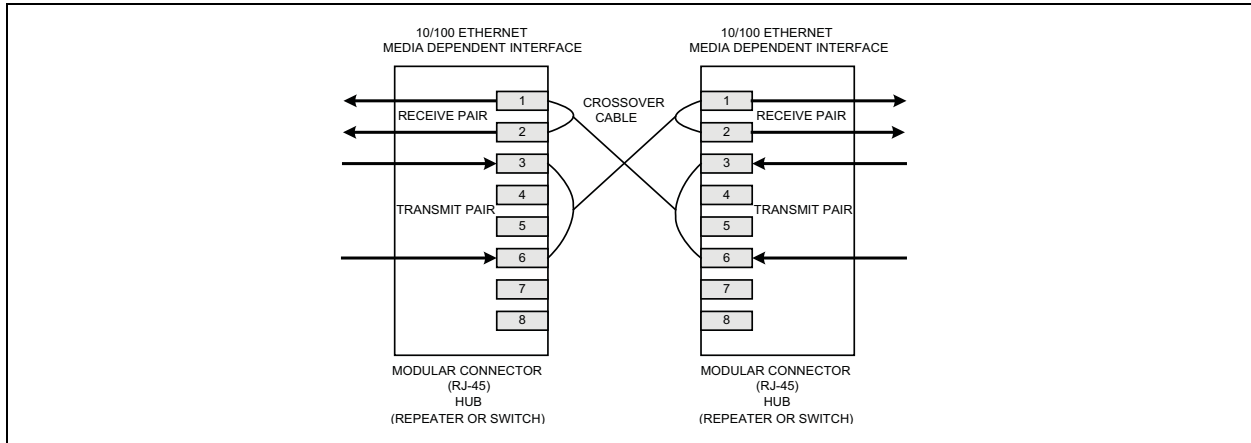 10/100 ETHERNET
MEDIA DEPENDENT INTERFACE
10/100 ETHERNET
MEDIA DEPENDENT INTERFACE
1
RECEIVE PAIR
2
3
4
TRANSMIT PAIR
5
6
7
8
CROSSOVER
CABLE
1
RECEIVE PAIR
2
3
4
TRANSMIT PAIR
5
6
7
8
MODULAR CONNECTOR
(RJ-45)
HUB
(REPEATER OR SWITCH)
MODULAR CONNECTOR
(RJ-45)
HUB
(REPEATER OR SWITCH)